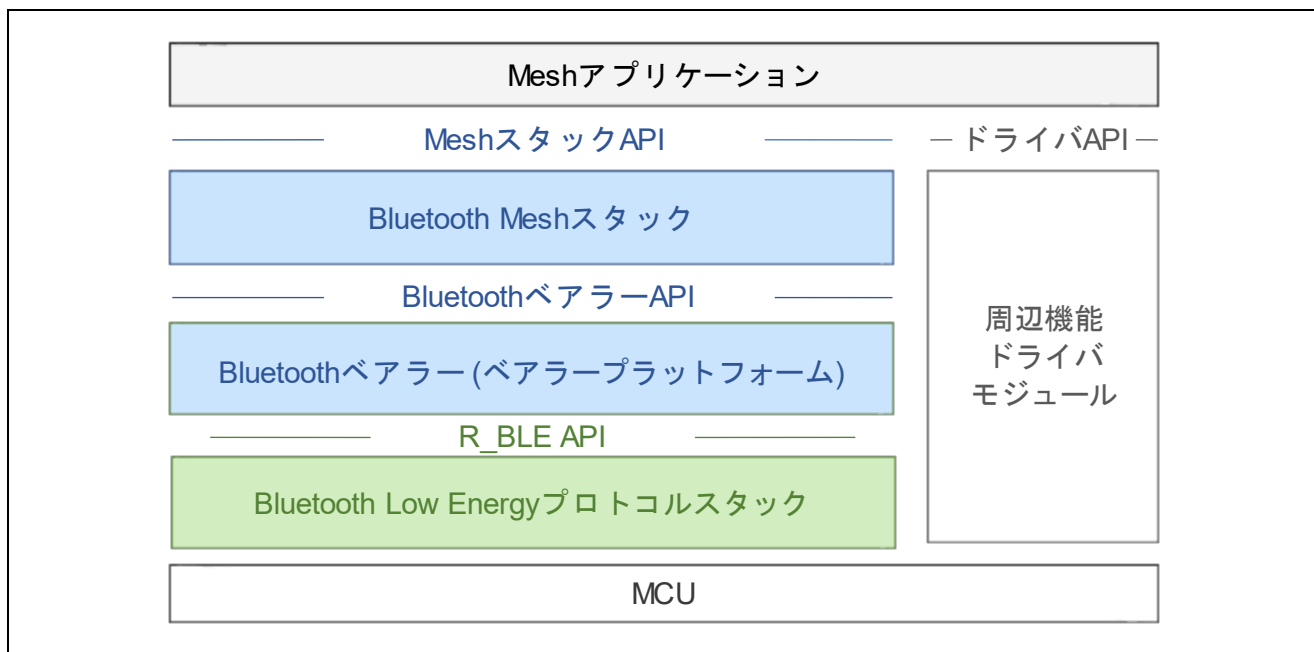 Meshアプリケーション
MeshスタックAPI
ドライバAPI
Bluetooth Meshスタック
BluetoothベアラーAPI
Bluetoothベアラー (ベアラープラットフォーム)
R_BLE API
Bluetooth Low Energyプロトコルスタック
周辺機能
ドライバ
モジュール
MCU